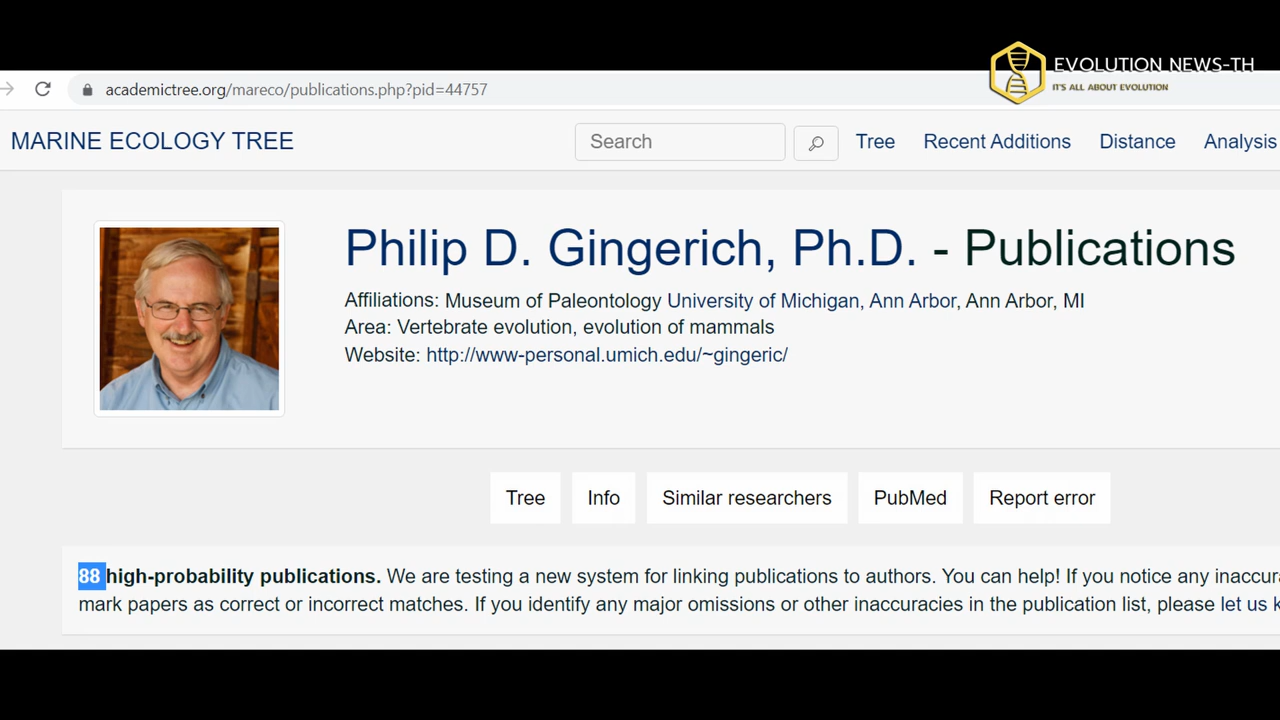 EVOLUTION NEWS-TH
IT'S ALL ABOUT EVOLUTION
academictree.org/mareco/publications.php?pid=44757
MARINE ECOLOGY TREE
Search
Tree
Recent Additions
Distance
Analysis
Philip D. Gingerich, Ph.D. - Publications
Affiliations: Museum of Paleontology University of Michigan, Ann Arbor, Ann Arbor, MI
Area: Vertebrate evolution, evolution of mammals
Website: http://www-personal.umich.edu/~gingeric/
Tree
Info
Similar researchers
PubMed
Report error
88 high-probability publications. We are testing a new system for linking publications to authors. You can help! If you notice any
mark papers as correct or incorrect matches. If you identify any major omissions or other inaccuracies in the publication list, please let us